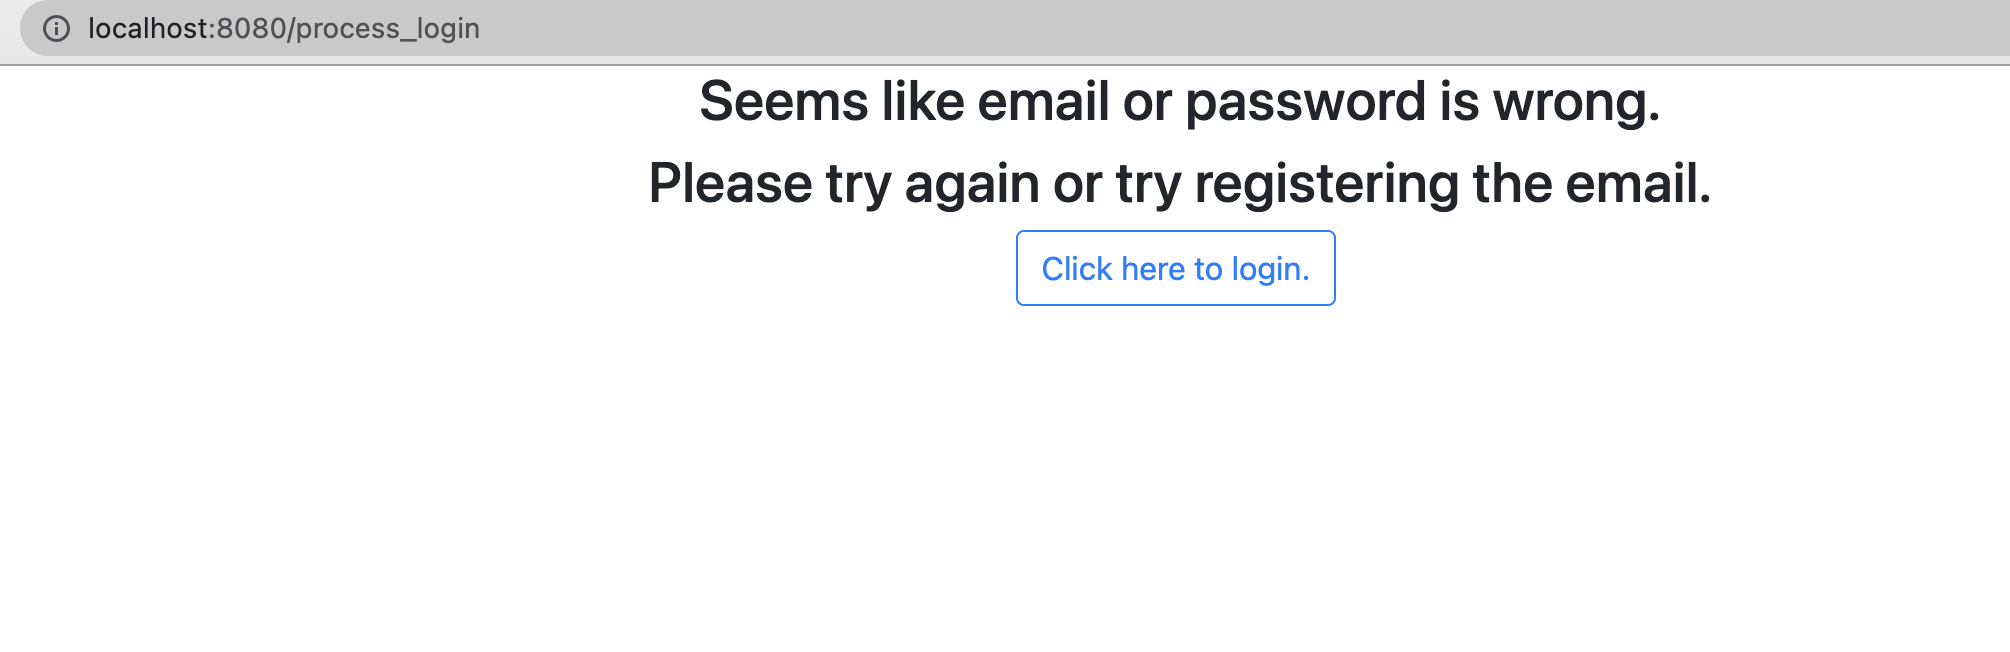 localhost:8080/process_login
Seems like email or password is wrong.
Please try again or try registering the email.
Click here to login.